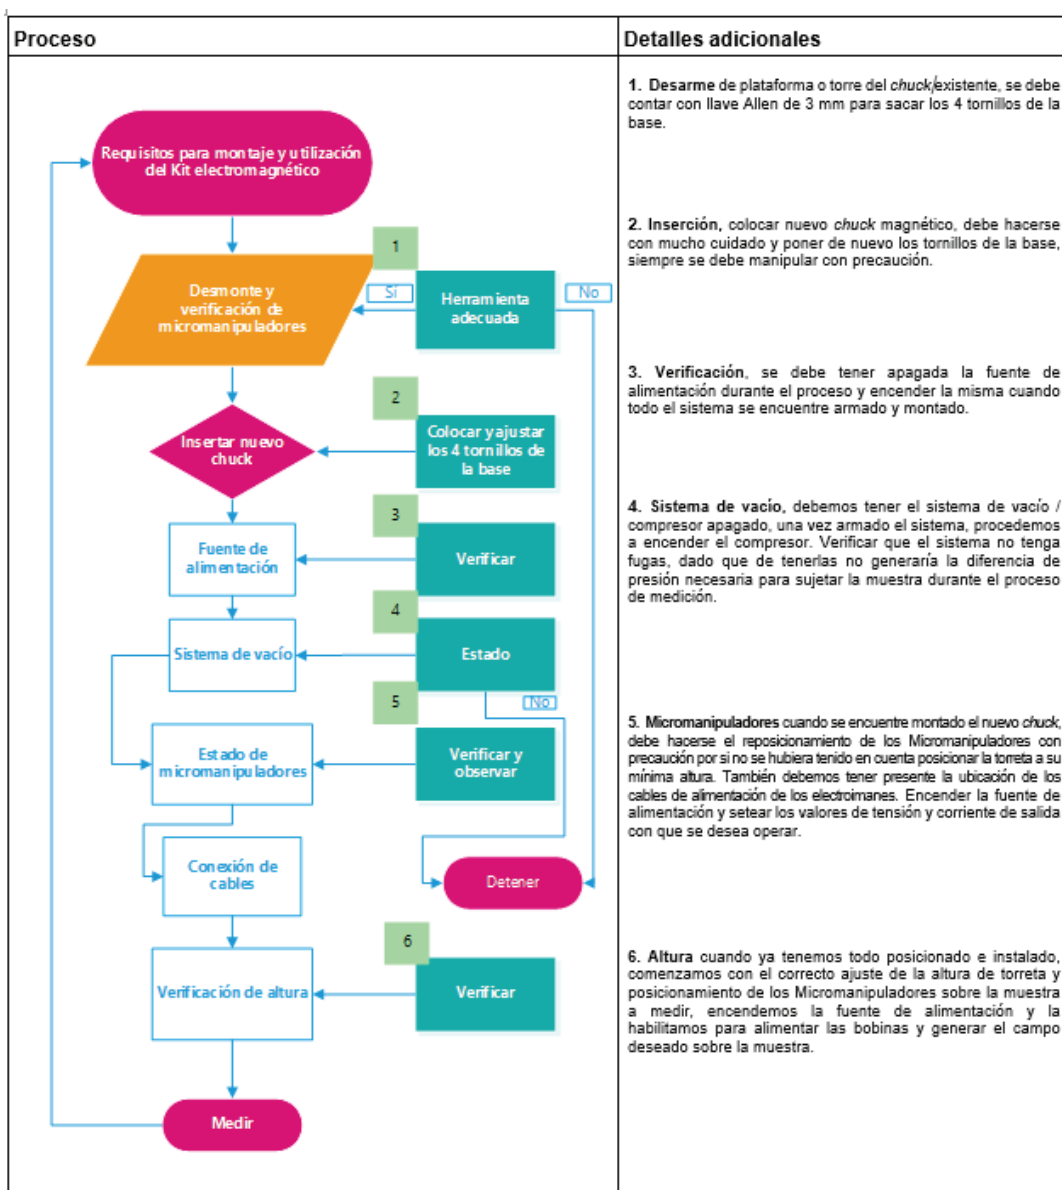 Proceso
Detalles adicionales
Requisitos para montaje y utilización
del Kit electromagnético
1
Desmonte y
verificación de
micromanipuladores
Sí
Herramienta
adecuada
No
2
Insertar nuevo
chuck
Colocar y ajustar
los 4 tornillos de
la base
3
Fuente de
alimentación
Verificar
4
Sistema de vacío
Estado
No
5
Estado de
micromanipuladores
Verificar y
observar
Conexión de
cables
Detener
6
Verificación de altura
Verificar
Medir
1. Desarme de plataforma o torre del chuck existente, se debe
contar con llave Allen de 3 mm para sacar los 4 tornillos de la
base.
2. Inserción, colocar nuevo chuck magnético, debe hacerse
con mucho cuidado y poner de nuevo los tornillos de la base,
siempre se debe manipular con precaución.
3. Verificación, se debe tener apagada la fuente de
alimentación durante el proceso y encender la misma cuando
todo el sistema se encuentre armado y montado.
4. Sistema de vacío, debemos tener el sistema de vacío /
compresor apagado, una vez armado el sistema, procedemos
a encender el compresor. Verificar que el sistema no tenga
fugas, dado que de tenerlas no generaría la diferencia de
presión necesaria para sujetar la muestra durante el proceso
de medición.
5. Micromanipuladores cuando se encuentre montado el nuevo chuck,
debe hacerse el reposicionamiento de los Micromanipuladores con
precaución por si no se hubiera tenido en cuenta posicionar la torreta a su
mínima altura. También debemos tener presente la ubicación de los
cables de alimentación de los electroimanes. Encender la fuente de
alimentación y setear los valores de tensión y corriente de salida
con que se desea operar.
6. Altura cuando ya tenemos todo posicionado e instalado,
comenzamos con el correcto ajuste de la altura de torreta y
posicionamiento de los Micromanipuladores sobre la muestra
a medir, encendemos la fuente de alimentación y la
habilitamos para alimentar las bobinas y generar el campo
deseado sobre la muestra.